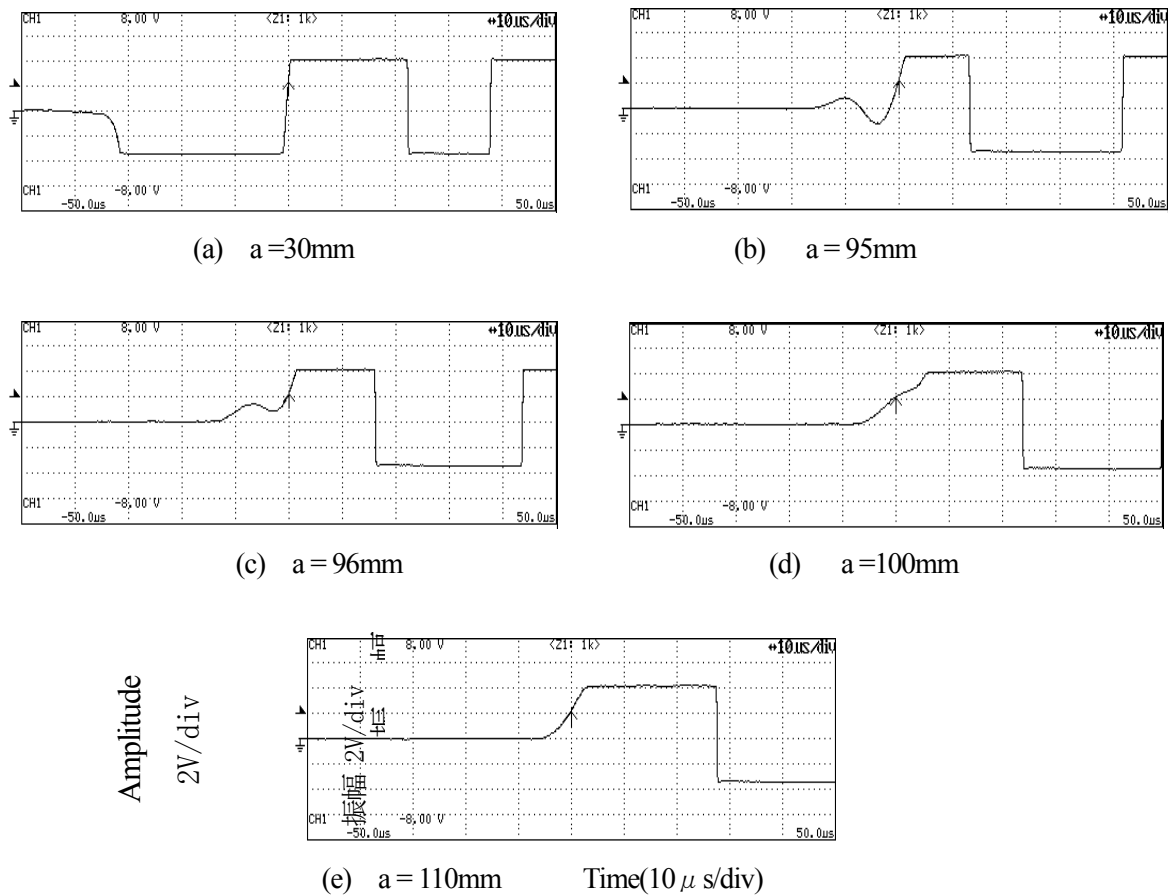 CH1 8.00 V <Z1: 1k> ↔10us/div
CH1 -8.00 V
-50.0us 50.0us
(a) a =30mm
CH1 8.00 V <Z1: 1k> ↔10us/div
CH1 -8.00 V
-50.0us 50.0us
(b) a = 95mm
CH1 8.00 V <Z1: 1k> ↔10us/div
CH1 -8.00 V
-50.0us 50.0us
(c) a = 96mm
CH1 8.00 V <Z1: 1k> ↔10us/div
CH1 -8.00 V
-50.0us 50.0us
(d) a =100mm
Amplitude
2V/div
振幅 2V/div
CH1 8.00 V <Z1: 1k> ↔10us/div
CH1 -8.00 V
-50.0us 50.0us
(e) a = 110mm Time(10 μ s/div)